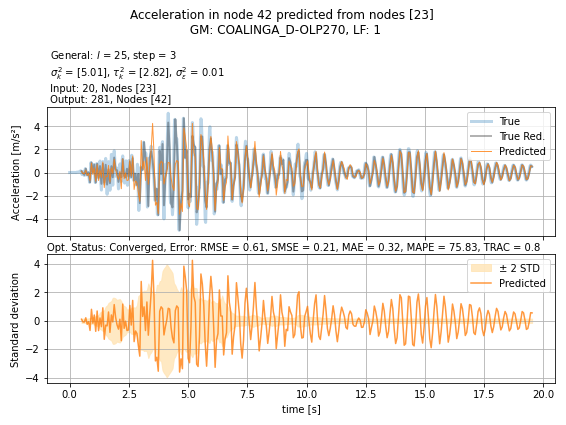 Acceleration in node 42 predicted from nodes [23]
GM: COALINGA_D-OLP270, LF: 1
General: l = 25, step = 3
σ²ₖ = [5.01], τ²ₖ = [2.82], σ²ₑ = 0.01
Input: 20, Nodes [23]
Output: 281, Nodes [42]
True
True Red.
Predicted
Acceleration [m/s²]
4
2
0
−2
−4
Opt. Status: Converged, Error: RMSE = 0.61, SMSE = 0.21, MAE = 0.32, MAPE = 75.83, TRAC = 0.8
± 2 STD
Predicted
Standard deviation
4
2
0
−2
−4
0.0 2.5 5.0 7.5 10.0 12.5 15.0 17.5 20.0
time [s]